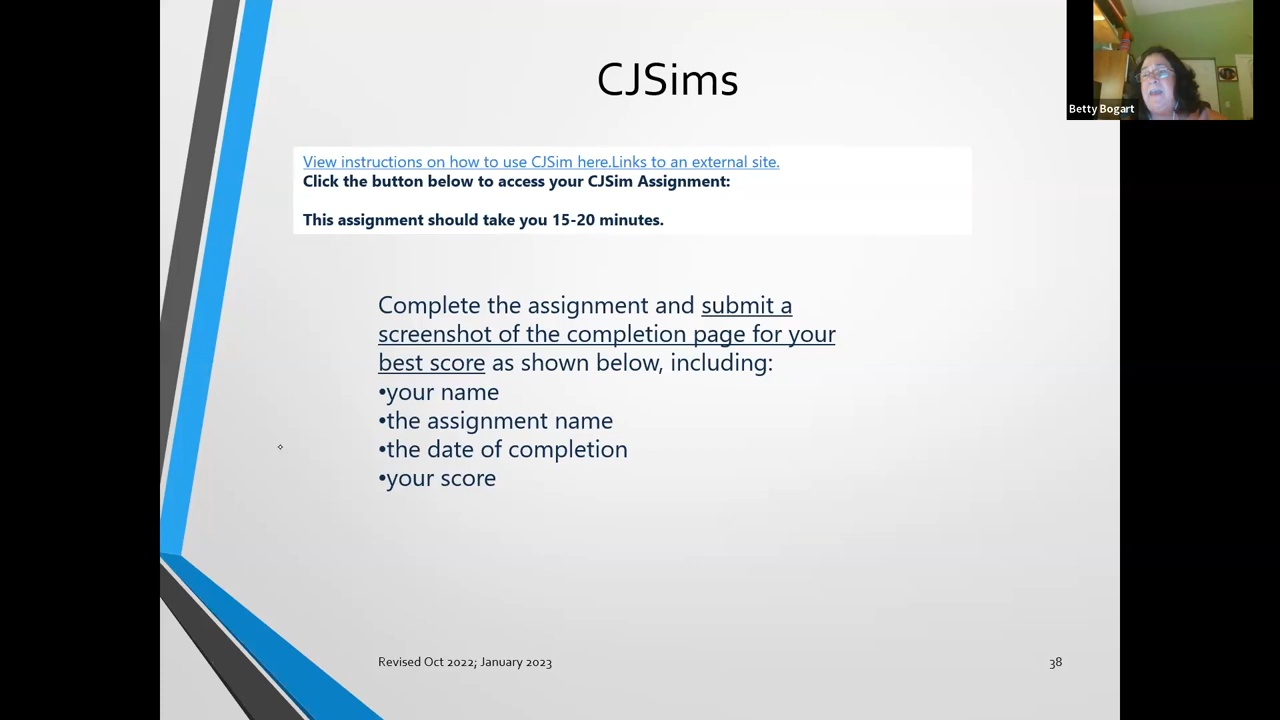 CJSims
Betty Bogart
View instructions on how to use CJSim here.Links to an external site.
Click the button below to access your CJSim Assignment:
This assignment should take you 15-20 minutes.
Complete the assignment and submit a
screenshot of the completion page for your
best score as shown below, including:
•your name
•the assignment name
•the date of completion
•your score
Revised Oct 2022; January 2023
38